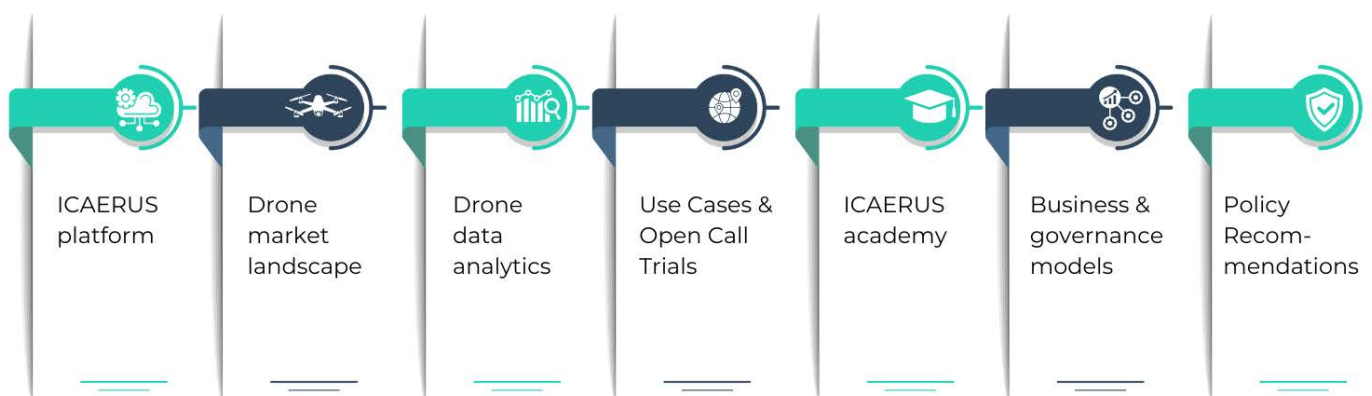 ICAERUS
platform
Drone
market
landscape
Drone
data
analytics
Use Cases &
Open Call
Trials
ICAERUS
academy
Business &
governance
models
Policy
Recom-
mendations